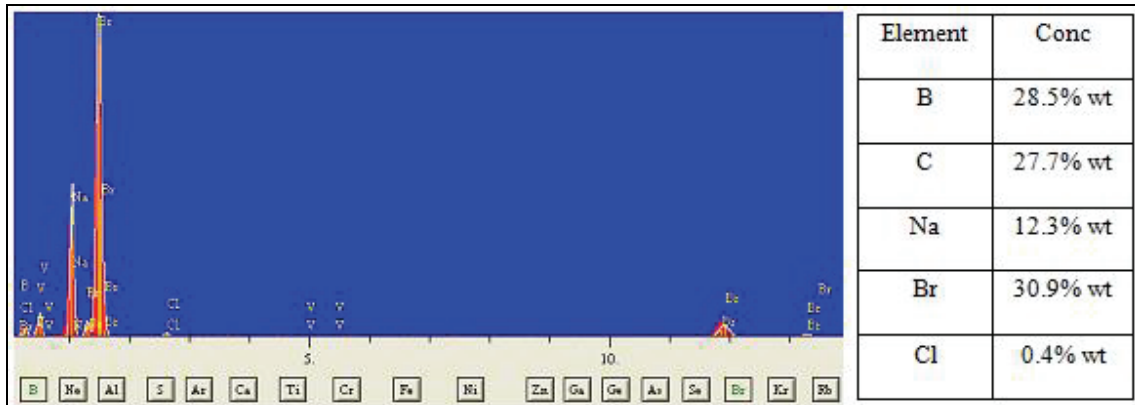 Br
Na
Br
V
Na
B V
Cl V
Br Br
Cl
Cl
V
V
V
V
V
Br
Br
Br
Br
Br
5.
10.
B Ne Al S Ar Ca Ti Cr Fe Ni Zn Ga Ge As Se Br Kr Rb
Element Conc
B 28.5% wt
C 27.7% wt
Na 12.3% wt
Br 30.9% wt
Cl 0.4% wt